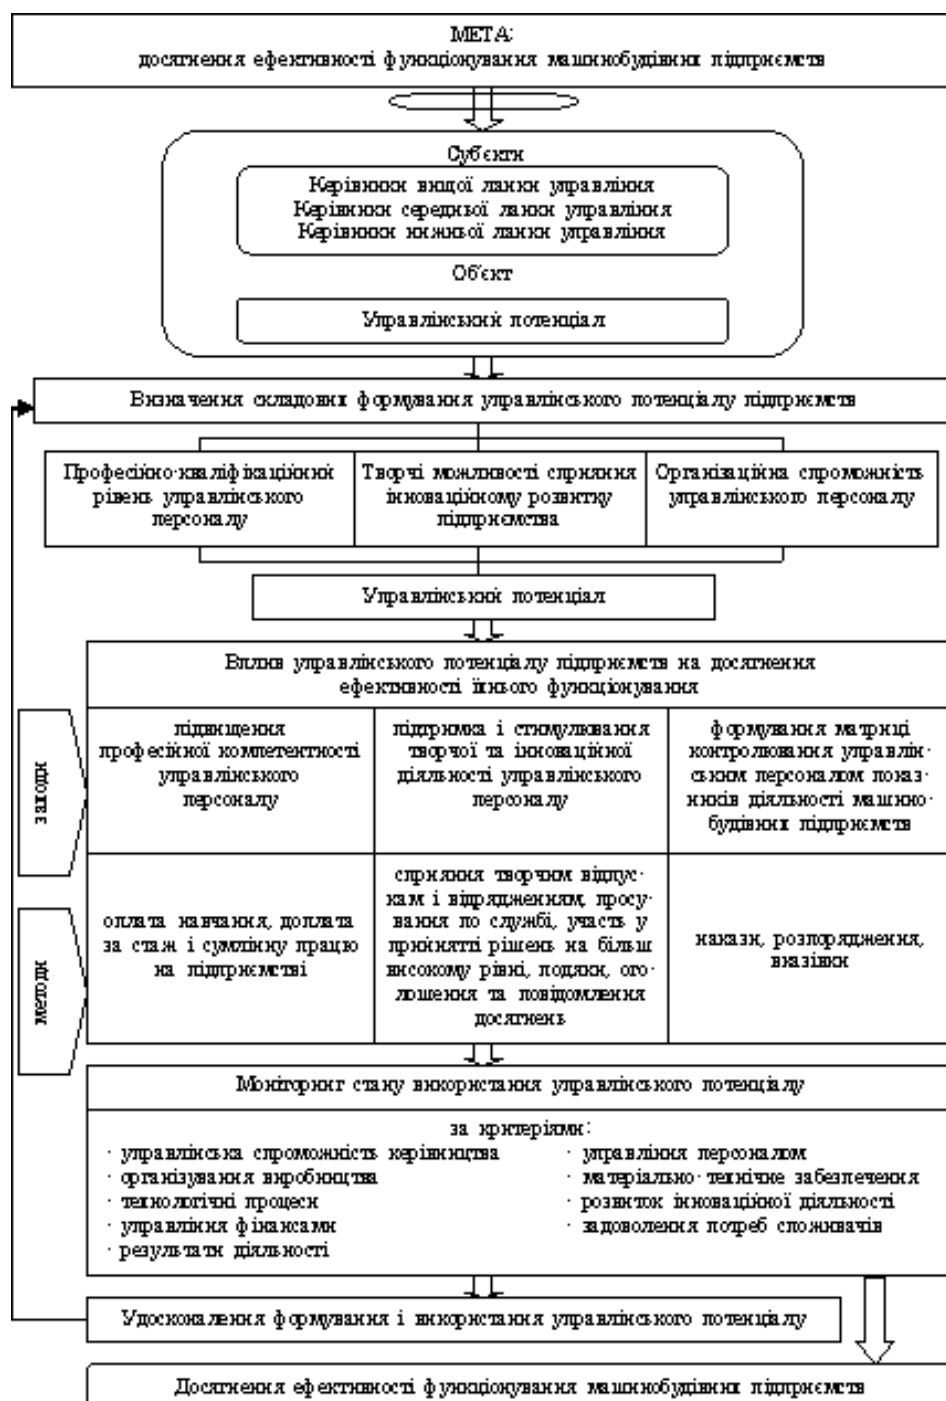 МЕТА:
досягнення ефективності функціонування машинобудівних підприємств
Суб'єкти
Керівники вищої ланки управління
Керівники середньої ланки управління
Керівники нижньої ланки управління
Об'єкт
Управлінський потенціал
Визначення складових формування управлінського потенціалу підприємств
Професійно-кваліфікаційний
рівень управлінського
персоналу
Творчі можливості сприяння
інноваційному розвитку
підприємства
Організаційна спроможність
управлінського персоналу
Управлінський потенціал
Вплив управлінського потенціалу підприємств на досягнення
ефективності їхнього функціонування
заходи
підвищення
професійної компетентності
управлінського
персоналу
підтримка і стимулювання
творчої та інноваційної
діяльності управлінського
персоналу
формування матриці
контролювання управлін-
ським персоналом показ-
ників діяльності машино-
будівних підприємств
методи
оплата навчання, доплата
за стаж і сумлінну працю
на підприємстві
сприяння творчим відпус-
кам і відрядженням, просу-
вання по службі, участь у
прийнятті рішень на більш
високому рівні, подяки, ого-
лошення та повідомлення
досягнень
накази, розпорядження,
вказівки
Моніторинг стану використання управлінського потенціалу
за критеріями:
· управлінська спроможність керівництва
· організування виробництва
· технологічні процеси
· управління фінансами
· результати діяльності
· управління персоналом
· матеріально-технічне забезпечення
· розвиток інноваційної діяльності
· задоволення потреб споживачів
Удосконалення формування і використання управлінського потенціалу
Досягнення ефективності функціонування машинобудівних підприємств